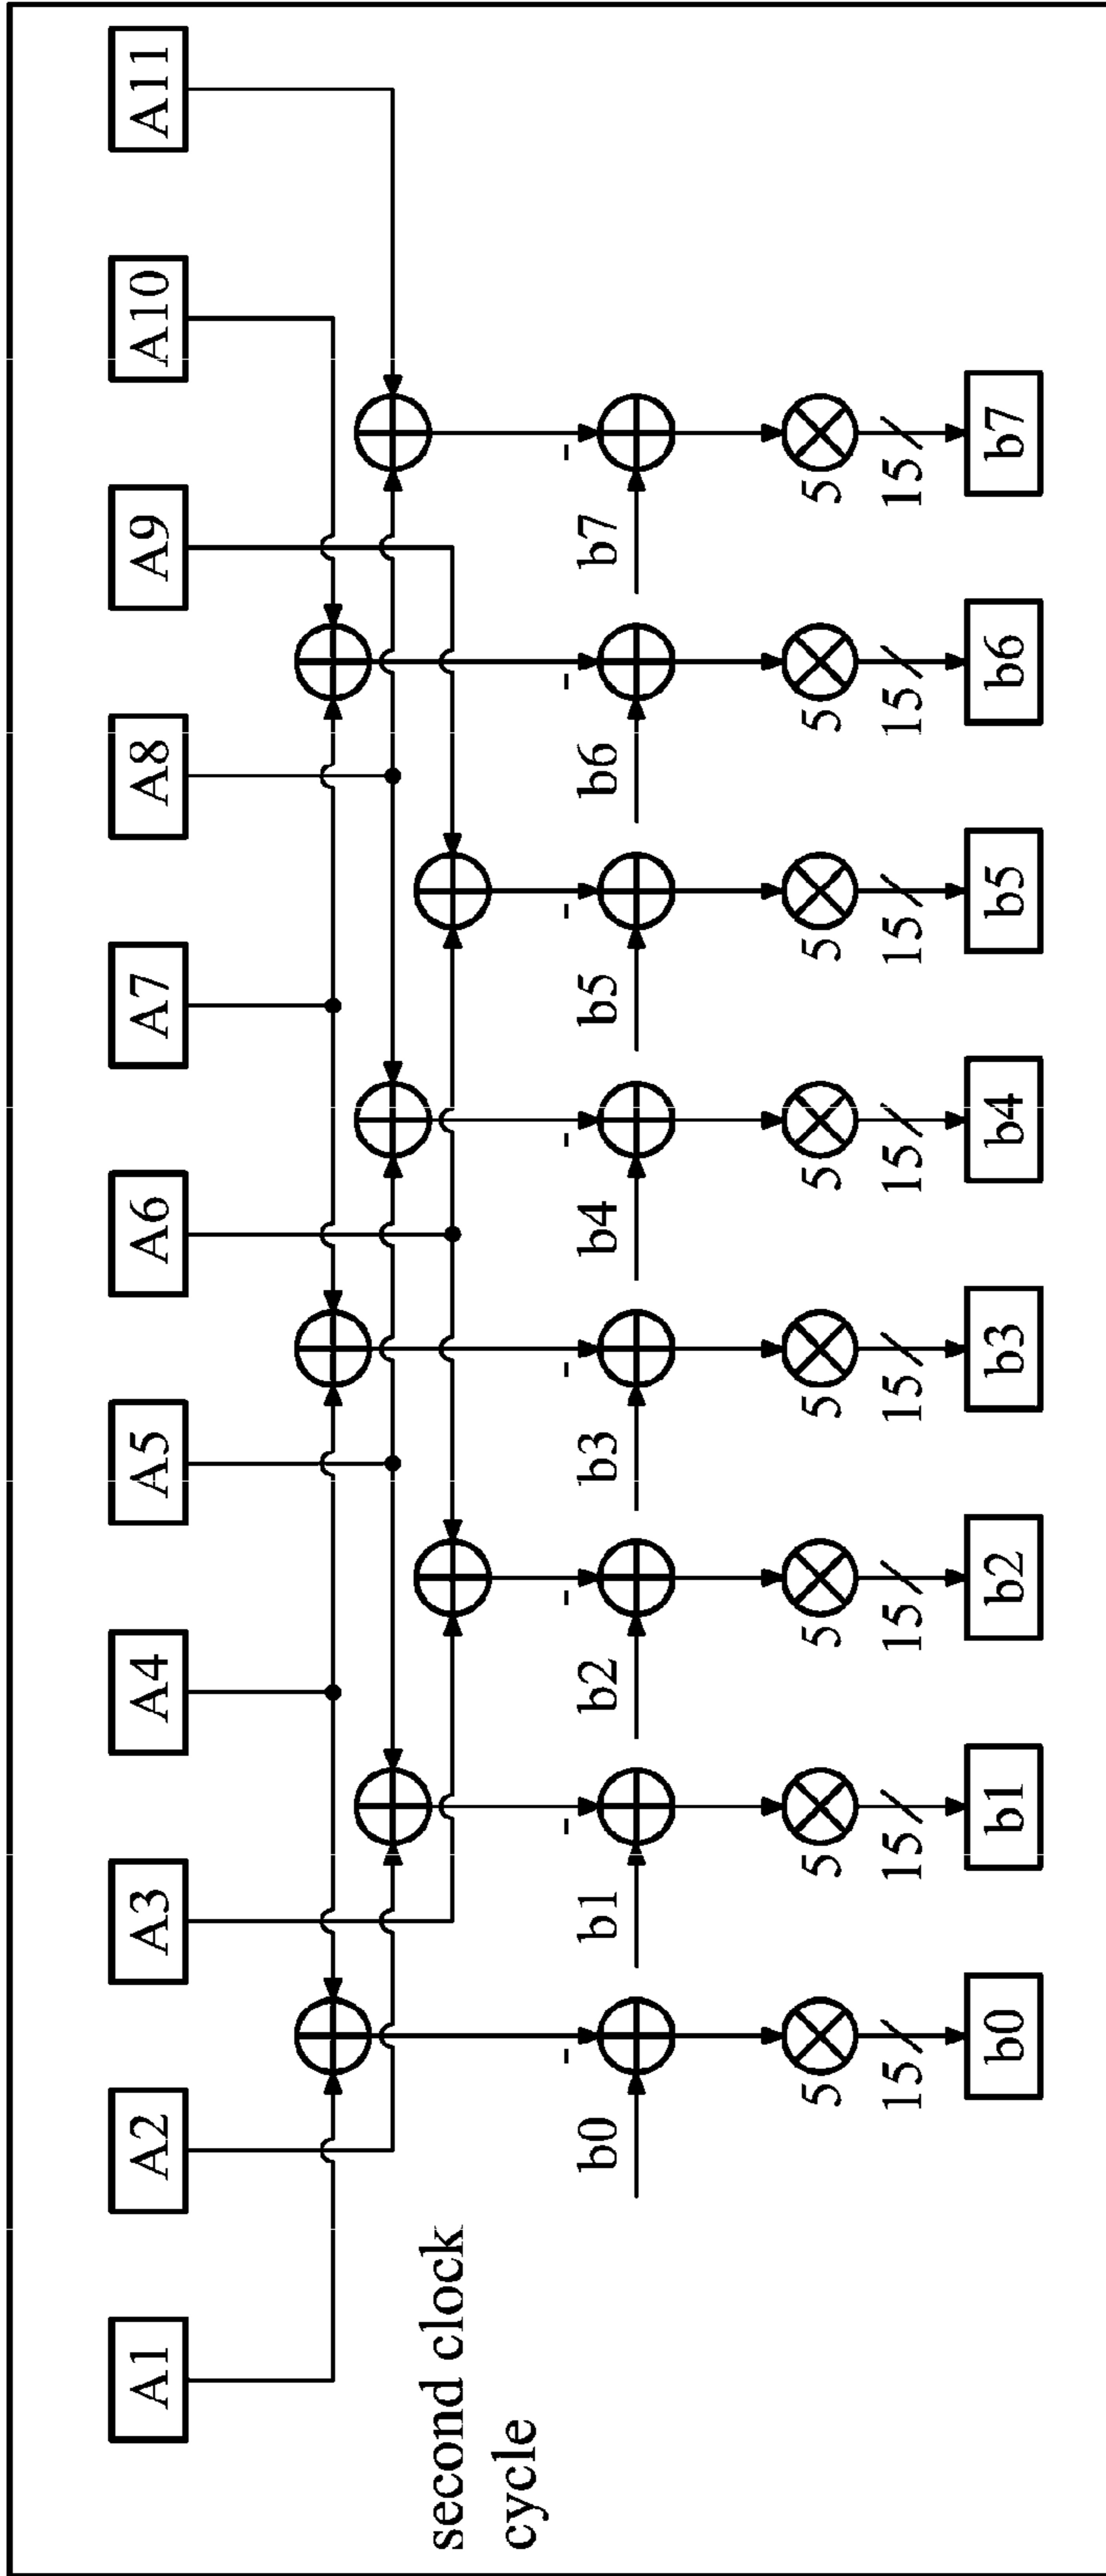 A1 A2 A3 A4 A5 A6 A7 A8 A9 A10 A11
second clock
cycle
- - - - - - - -
b0 b1 b2 b3 b4 b5 b6 b7
5 5 5 5 5 5 5 5
15 15 15 15 15 15 15 15
b0 b1 b2 b3 b4 b5 b6 b7